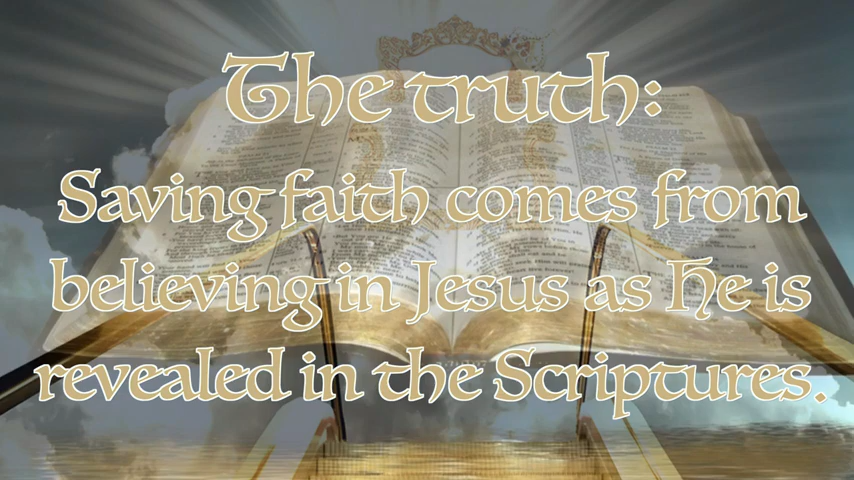 The truth:
Saving faith comes from
believing in Jesus as He is
revealed in the Scriptures.